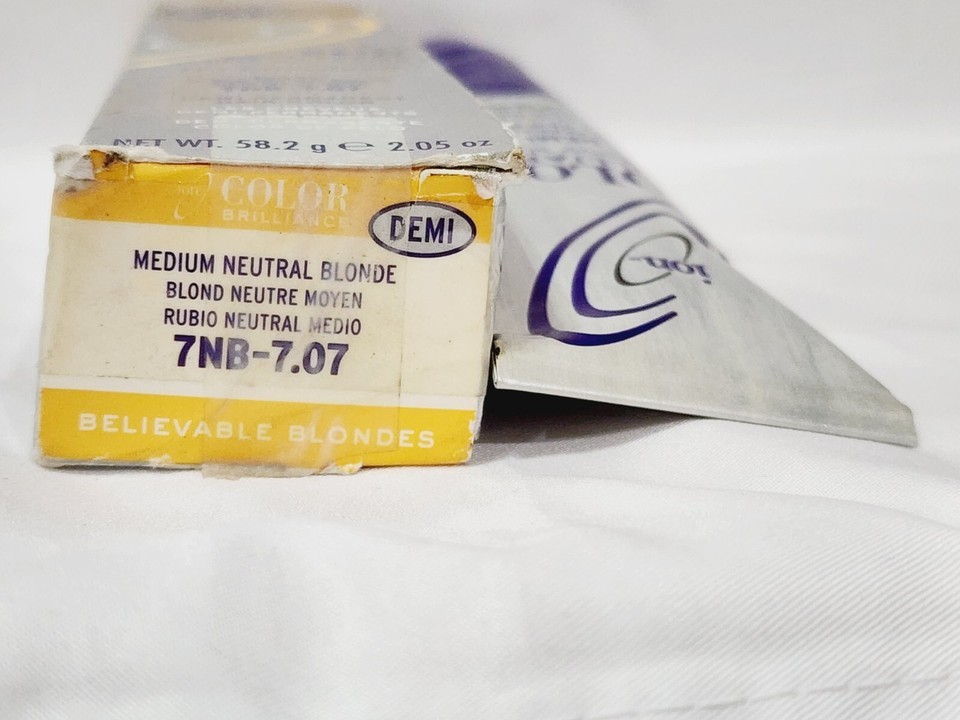 NET WT. 58.2 g e 2.05 oz
ion
COLOR
BRILLIANCE
DEMI
MEDIUM NEUTRAL BLONDE
BLOND NEUTRE MOYEN
RUBIO NEUTRAL MEDIO
7NB-7.07
BELIEVABLE BLONDES
ion